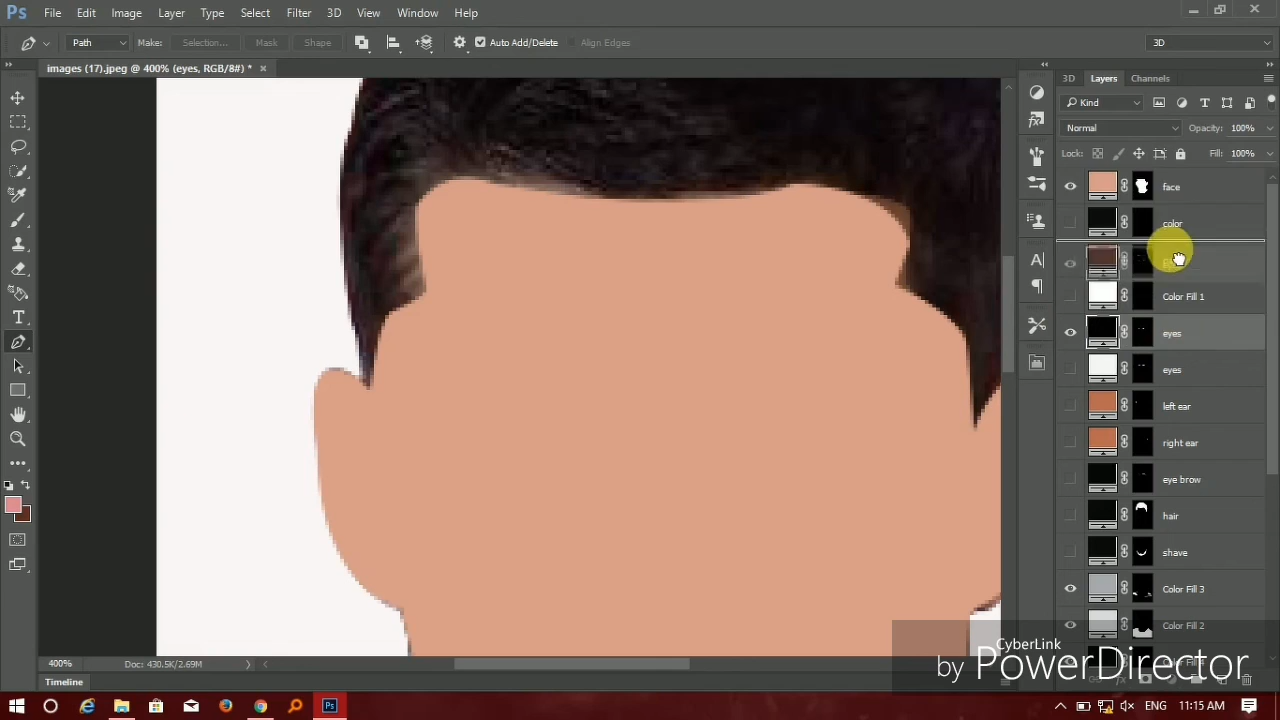 Ps File Edit Image Layer Type Select Filter 3D View Window Help
Path Make: Selection... Mask Shape Auto Add/Delete Align Edges 3D
images (17).jpeg @ 400% (eyes, RGB/8#) * ×
3D Layers Channels
Kind
Normal Opacity: 100%
Lock: Fill: 100%
face
color
Color Fill 1
eyes
eyes
left ear
right ear
eye brow
hair
shave
Color Fill 3
Color Fill 2
Color Fill 4
400% Doc: 430.5K/2.69M
Timeline
CyberLink
by PowerDirector
ENG 11:15 AM